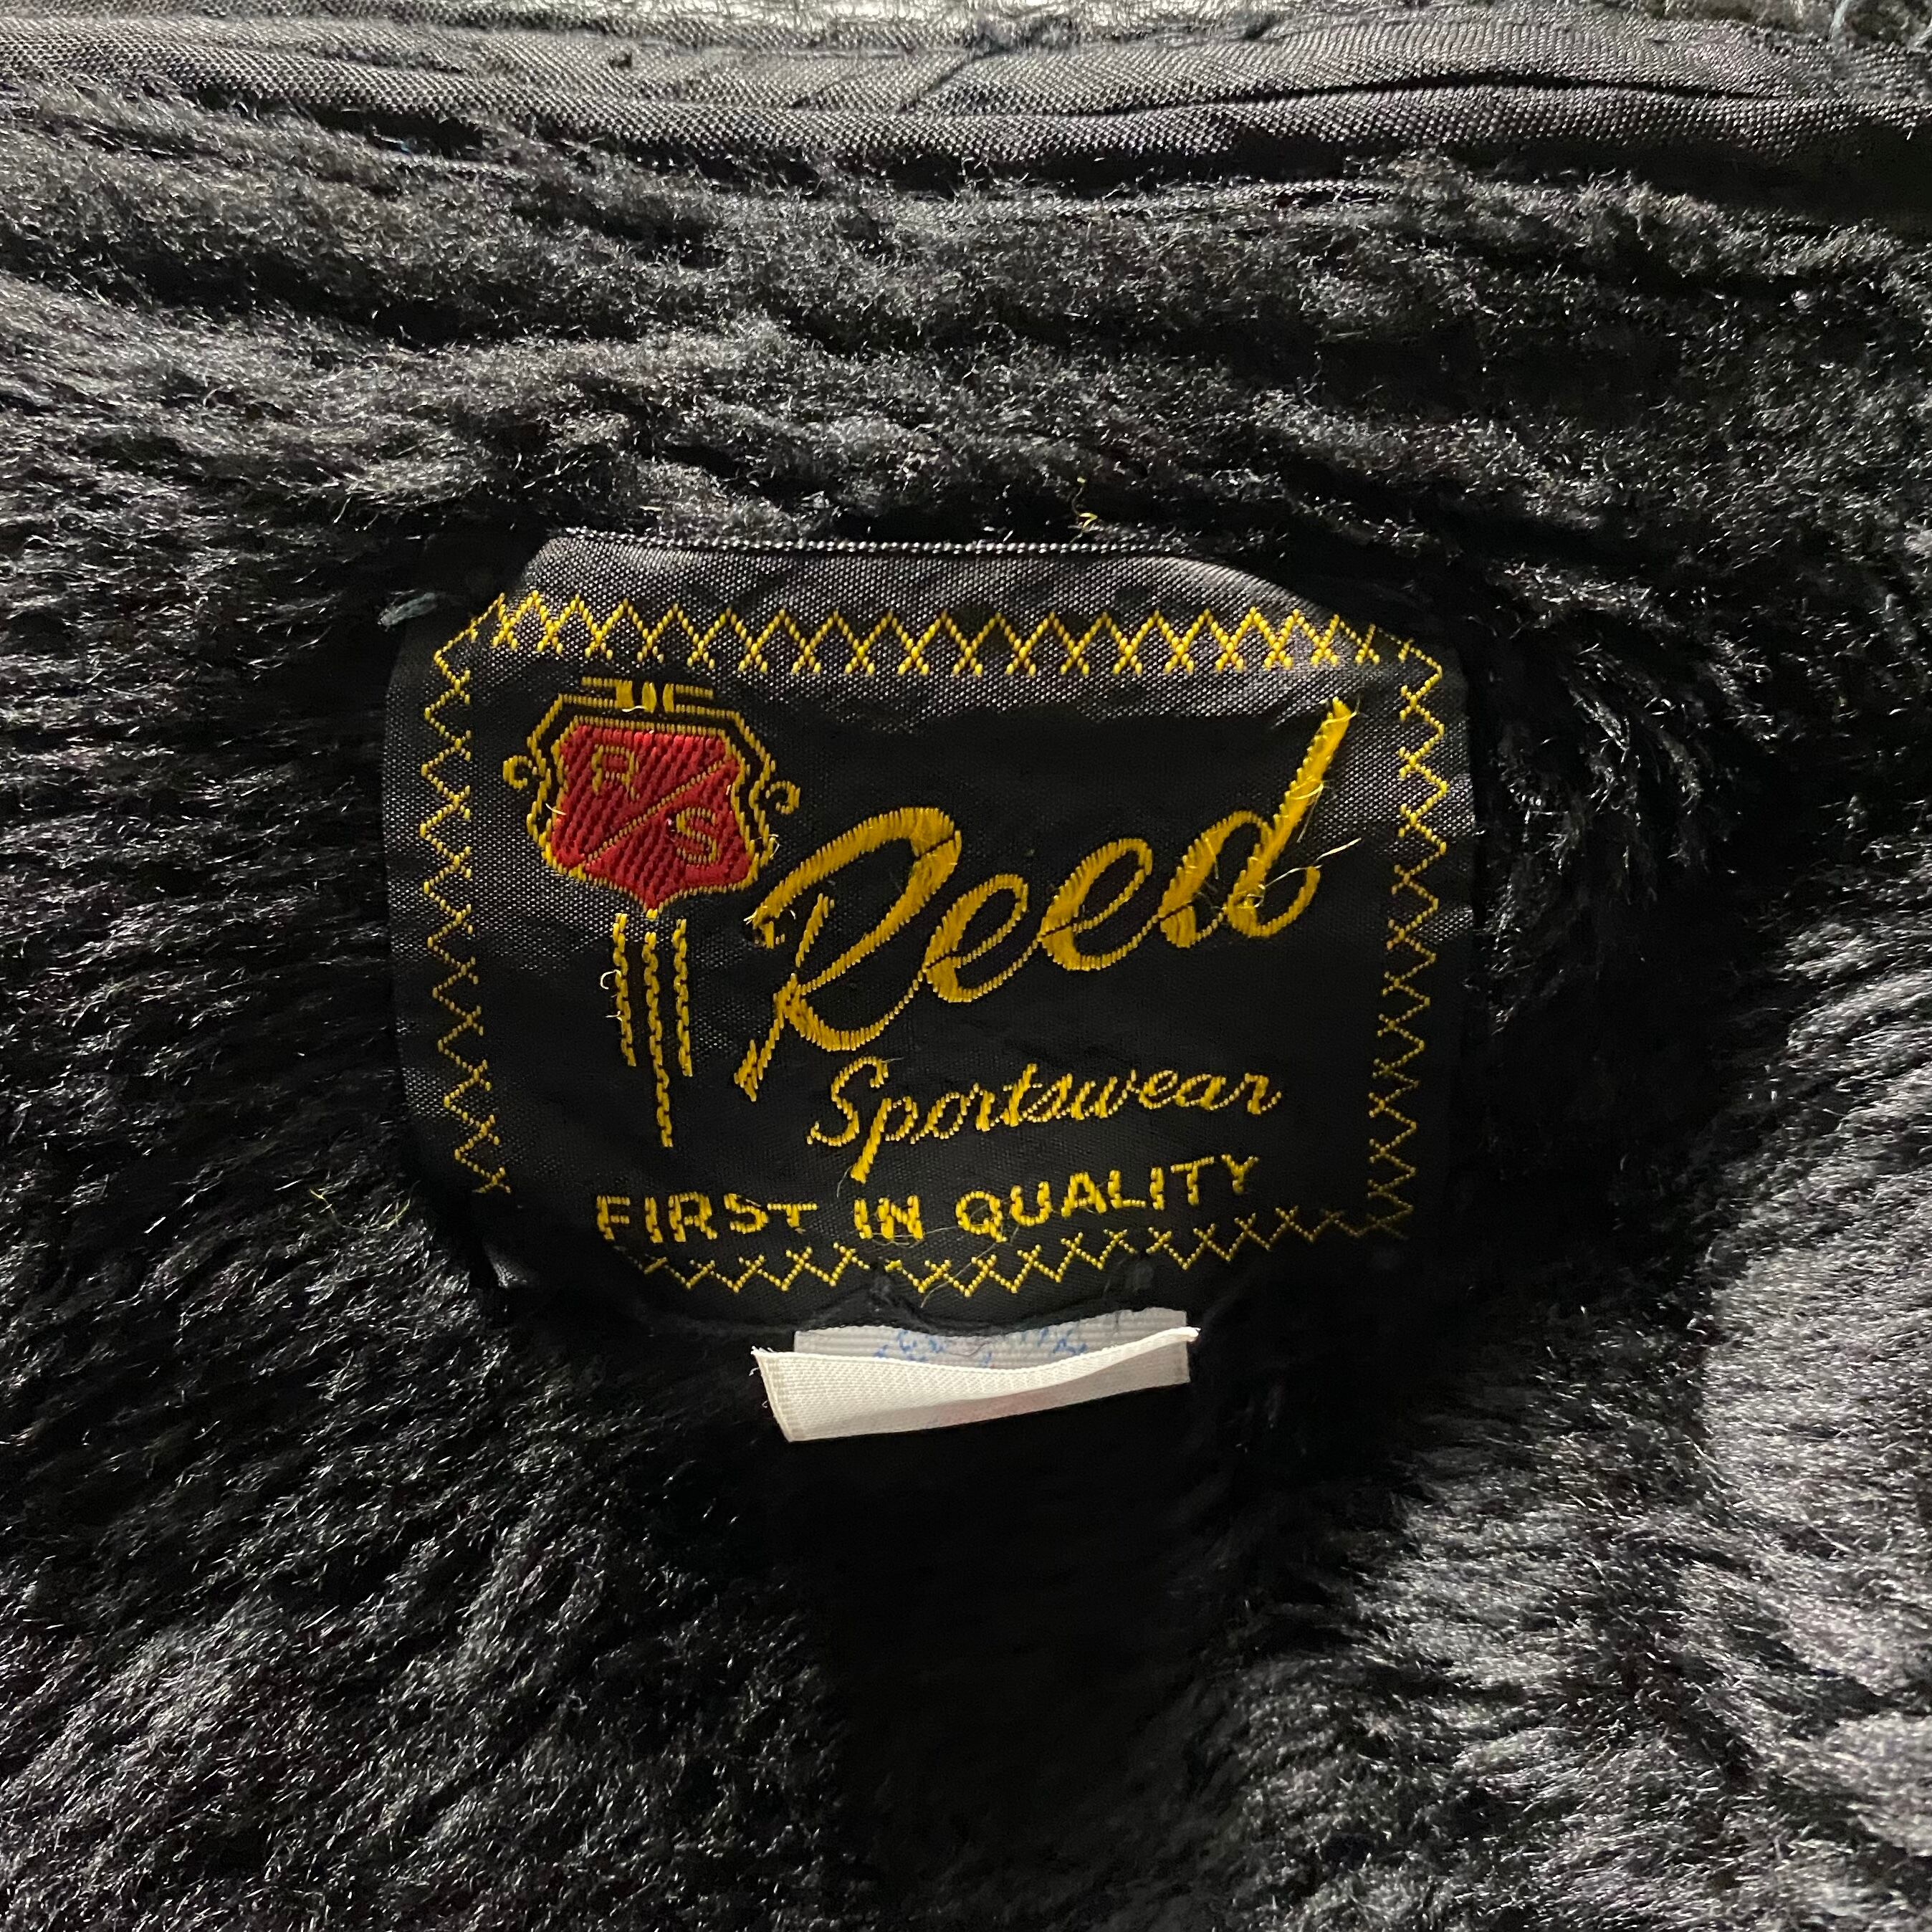 R
S
Reed
Sportswear
FIRST IN QUALITY